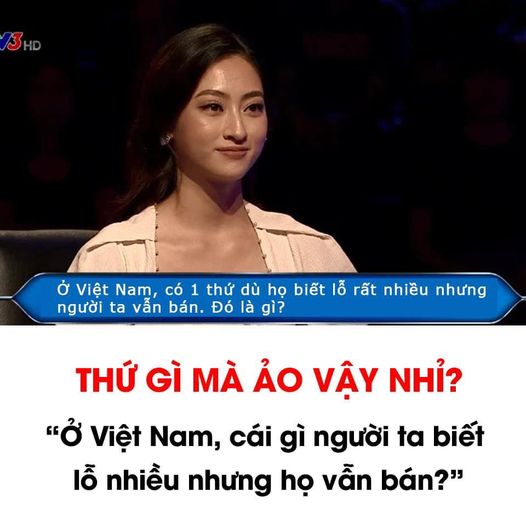 V3 HD
Ở Việt Nam, có 1 thứ dù họ biết lỗ rất nhiều nhưng
người ta vẫn bán. Đó là gì?
THỨ GÌ MÀ ẢO VẬY NHỈ?
“Ở Việt Nam, cái gì người ta biết
lỗ nhiều nhưng họ vẫn bán?”